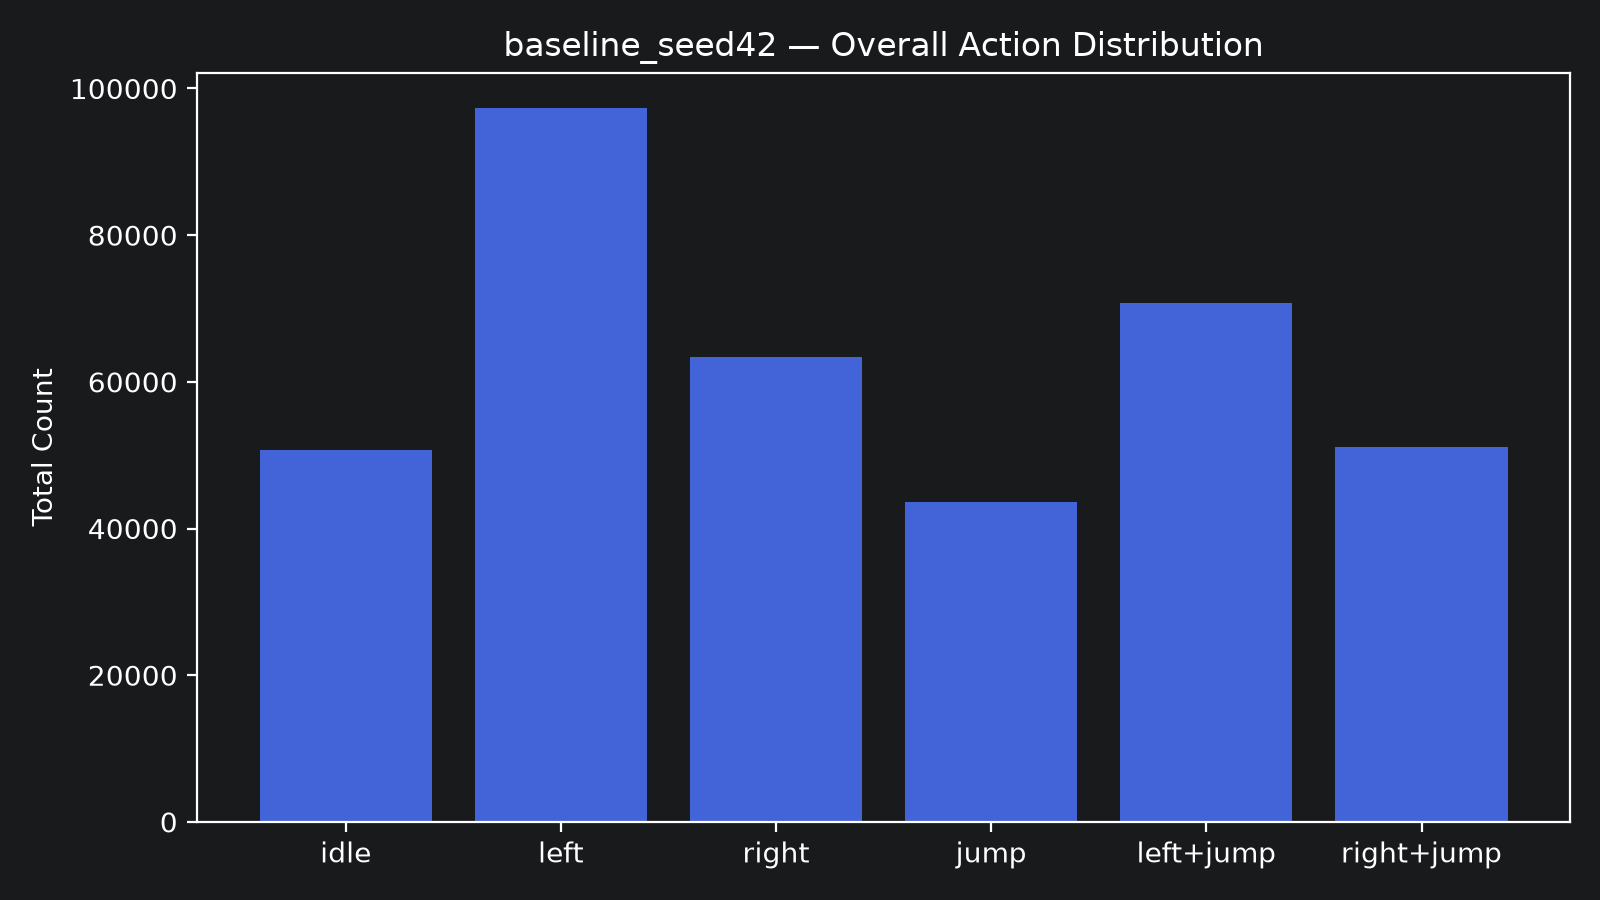 baseline_seed42 — Overall Action Distribution
Total Count
100000
80000
60000
40000
20000
0
idle left right jump left+jump right+jump